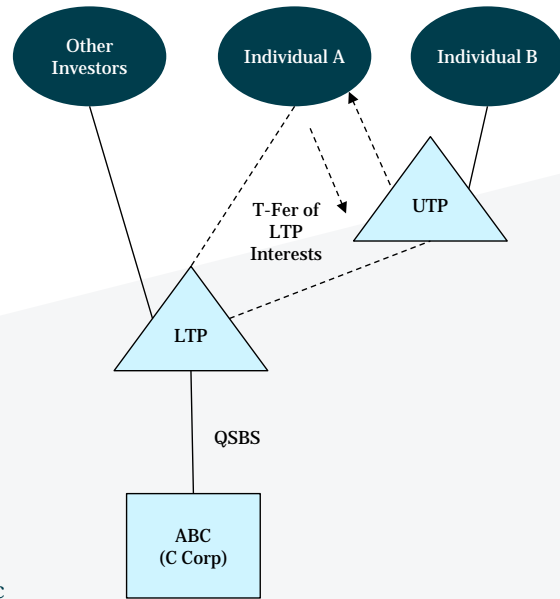 Other
Investors
Individual A
Individual B
UTP
T-Fer of
LTP
Interests
LTP
QSBS
ABC
(C Corp)